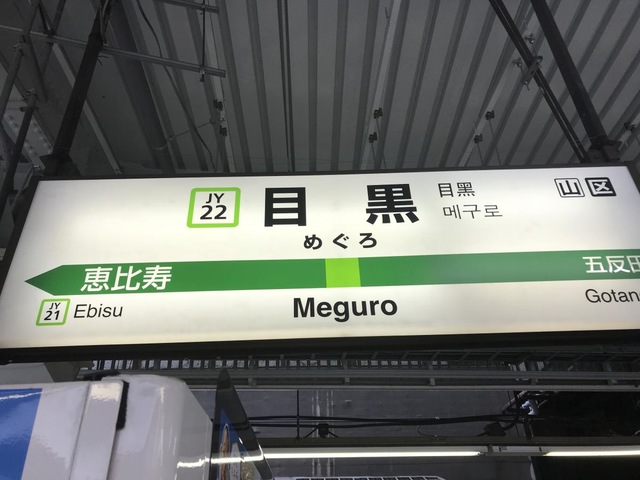 JY
22
目黒
目黑
메구로
山 区
めぐろ
恵比寿
五反田
JY
21
Ebisu
Meguro
Gotan